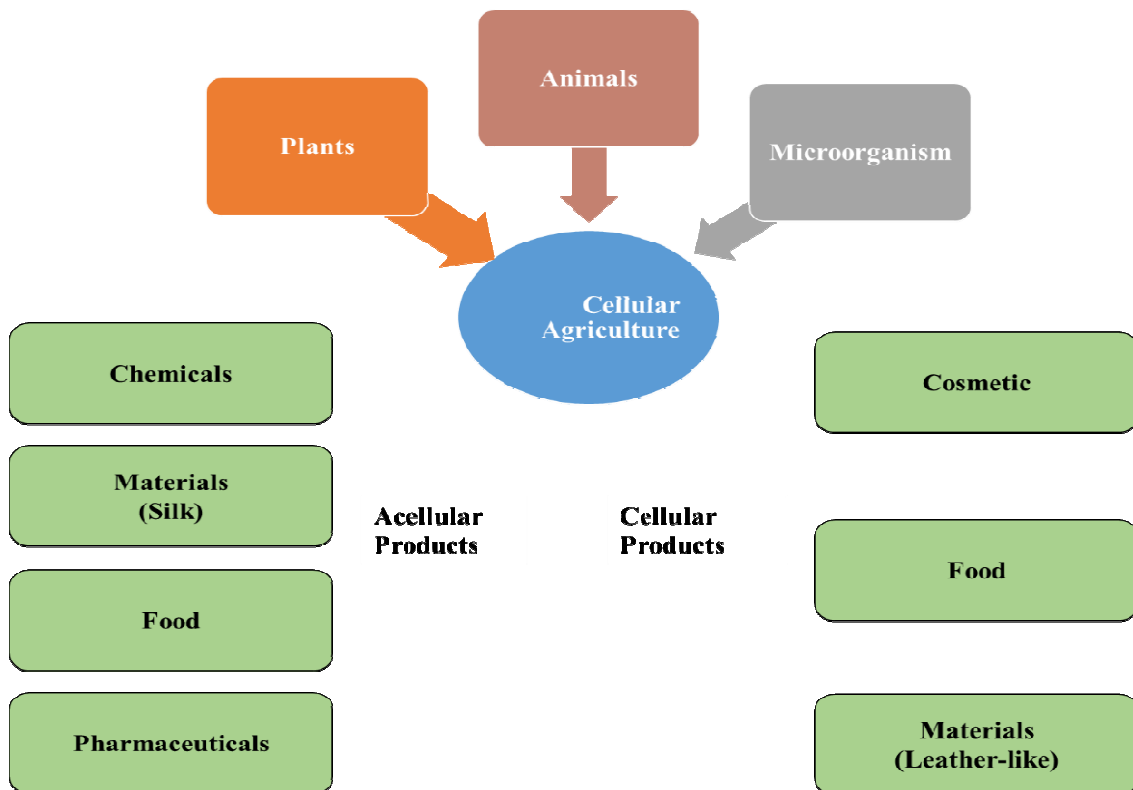 Animals
Plants
Microorganism
Cellular
Agriculture
Chemicals
Materials
(Silk)
Food
Pharmaceuticals
Acellular
Products
Cellular
Products
Cosmetic
Food
Materials
(Leather-like)